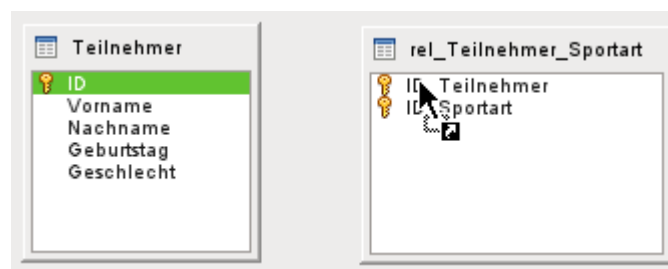 Teilnehmer
ID
Vorname
Nachname
Geburtstag
Geschlecht
rel_Teilnehmer_Sportart
ID_Teilnehmer
ID_Sportart